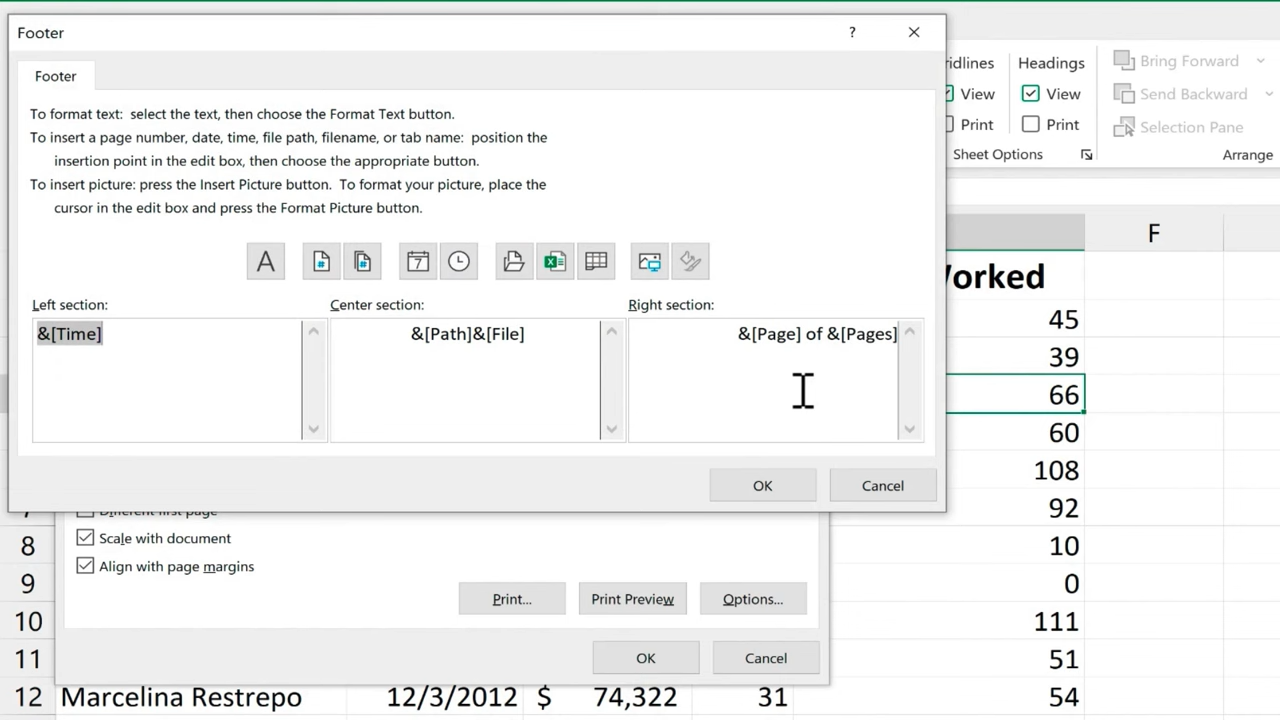 Footer
?
Footer
To format text: select the text, then choose the Format Text button.
To insert a page number, date, time, file path, filename, or tab name: position the
insertion point in the edit box, then choose the appropriate button.
To insert picture: press the Insert Picture button. To format your picture, place the
cursor in the edit box and press the Format Picture button.
A
# # 7
Left section:
Center section:
Right section:
&[Time]
&[Path]&[File]
&[Page] of &[Pages]
OK
Cancel
Different first page
Scale with document
Align with page margins
Print...
Print Preview
Options...
OK
Cancel
Headings
View
View
Print
Print
Sheet Options
Bring Forward
Send Backward
Selection Pane
Arrange
F
45
39
66
60
108
92
8 10
9 0
10 111
11 51
12 Marcelina Restrepo 12/3/2012 $ 74,322 31 54